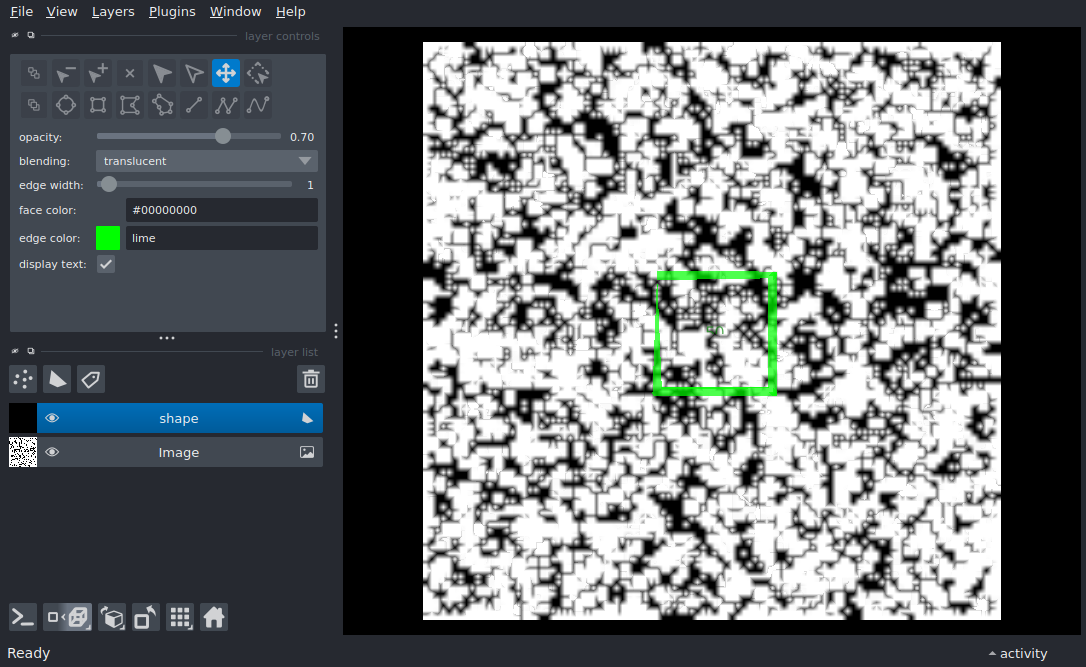 File View Layers Plugins Window Help
layer controls
opacity: 0.70
blending: translucent
edge width: 1
face color: #00000000
edge color: lime
display text:
layer list
shape
Image
Ready
activity